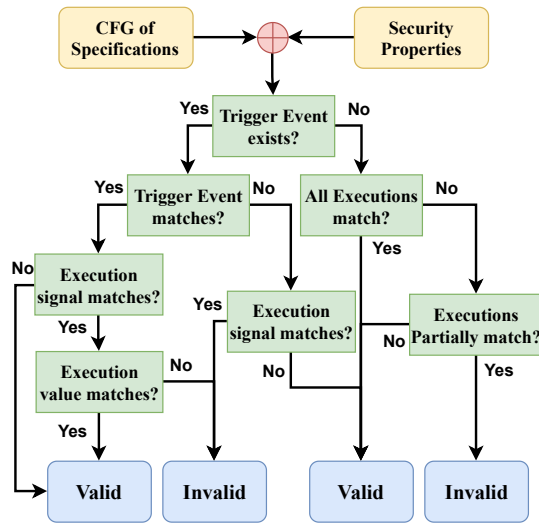 CFG of
Specifications
Security
Properties
Yes
Trigger Event
exists?
No
Yes
Trigger Event
matches?
No
All Executions
match?
No
Yes
No
Execution
signal matches?
Yes
Yes
Execution
signal matches?
No
Executions
Partially match?
No
Yes
Execution
value matches?
No
Yes
Valid
Invalid
Valid
Invalid